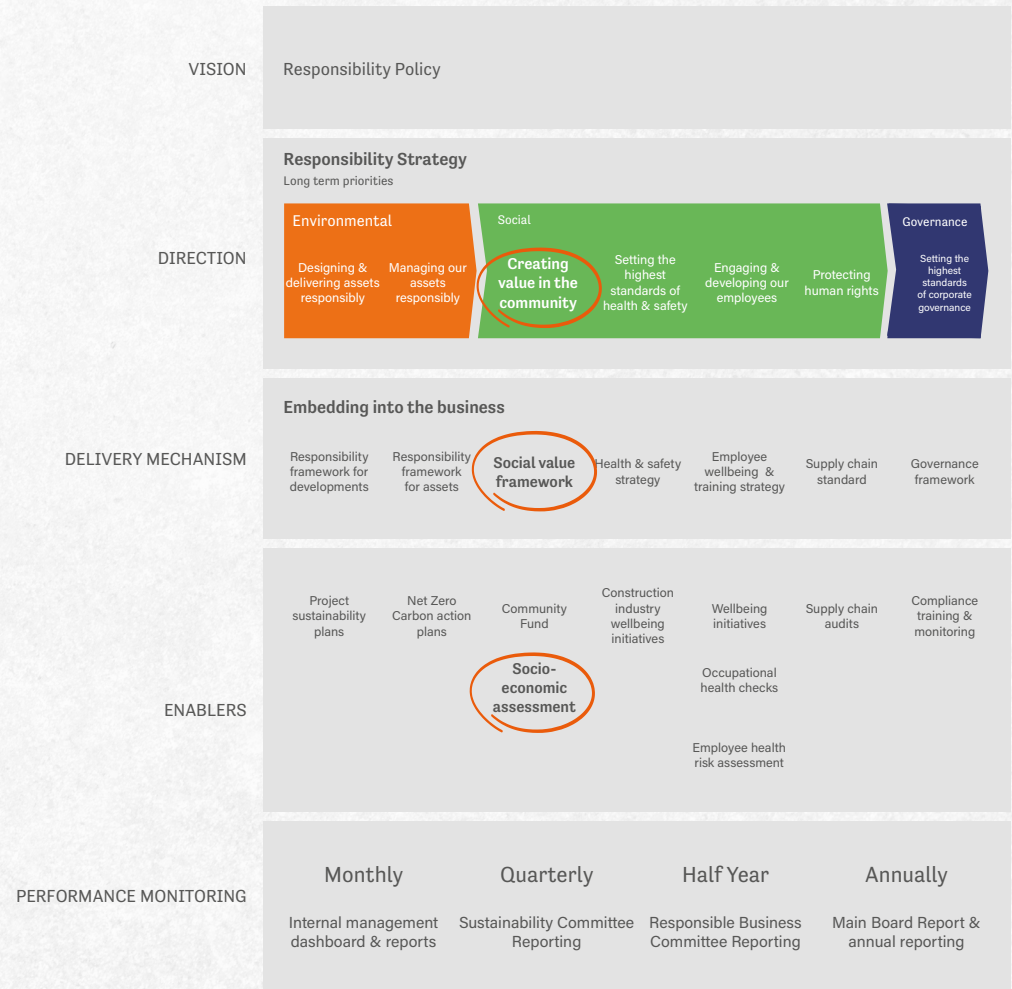 VISION
Responsibility Policy
DIRECTION
Responsibility Strategy
Long term priorities
Environmental
Designing &
delivering assets
responsibly
Managing our
assets
responsibly
Social
Creating
value in the
community
Setting the
highest
standards of
health & safety
Engaging &
developing our
employees
Protecting
human rights
Governance
Setting the
highest
standards
of corporate
governance
DELIVERY MECHANISM
Embedding into the business
Responsibility
framework for
developments
Responsibility
framework
for assets
Social value
framework
Health & safety
strategy
Employee
wellbeing &
training strategy
Supply chain
standard
Governance
framework
ENABLERS
Project
sustainability
plans
Net Zero
Carbon action
plans
Community
Fund
Socio-
economic
assessment
Construction
industry
wellbeing
initiatives
Wellbeing
initiatives
Occupational
health checks
Employee health
risk assessment
Supply chain
audits
Compliance
training &
monitoring
PERFORMANCE MONITORING
Monthly
Internal management
dashboard & reports
Quarterly
Sustainability Committee
Reporting
Half Year
Responsible Business
Committee Reporting
Annually
Main Board Report &
annual reporting